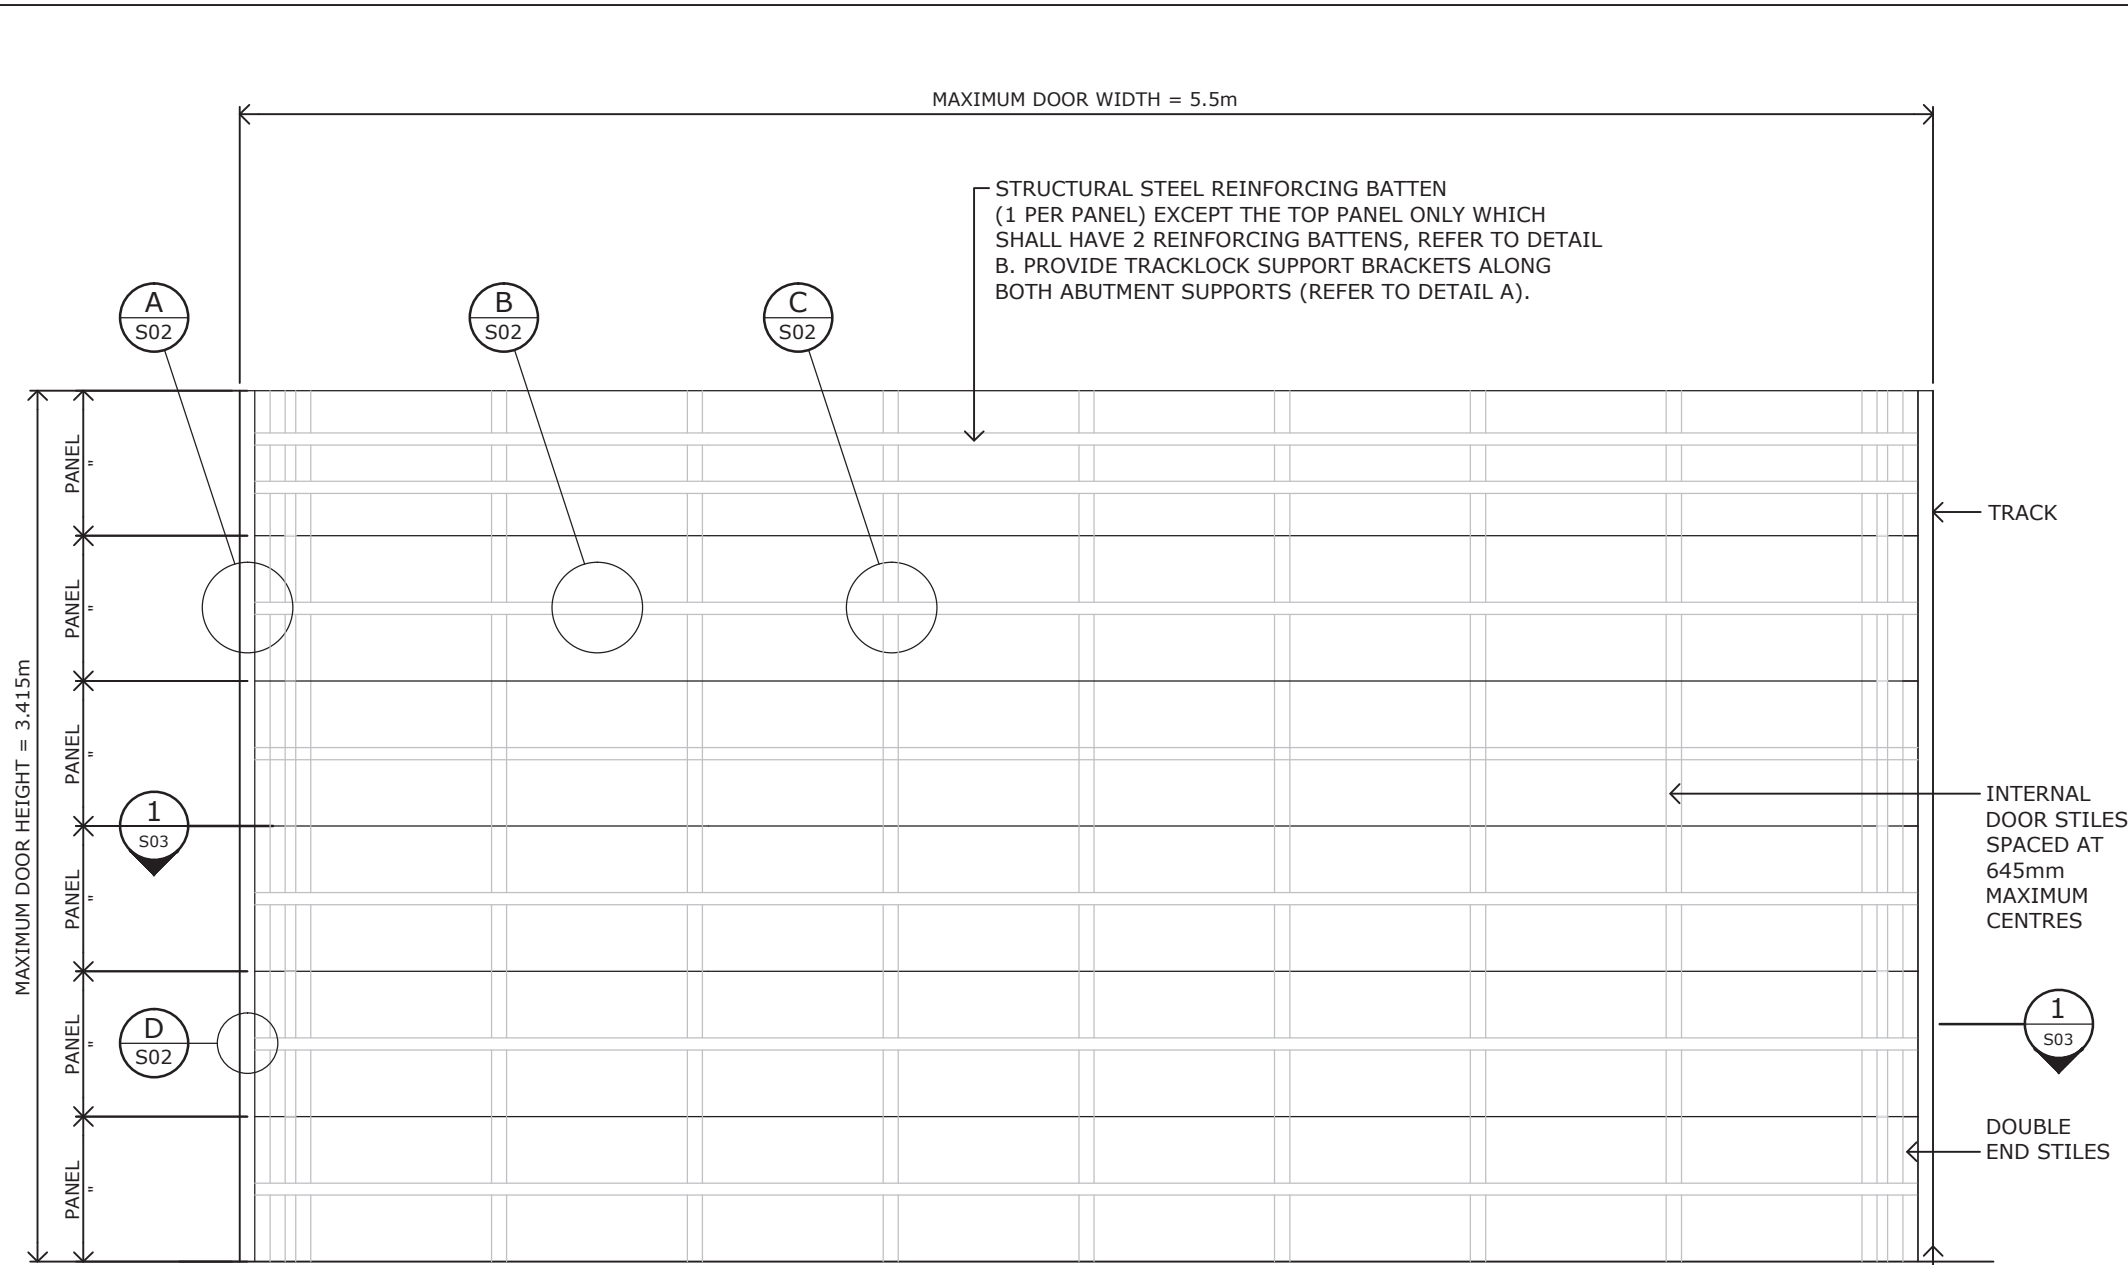 MAXIMUM DOOR WIDTH = 5.5m
STRUCTURAL STEEL REINFORCING BATTEN
(1 PER PANEL) EXCEPT THE TOP PANEL ONLY WHICH
SHALL HAVE 2 REINFORCING BATTENS, REFER TO DETAIL
B. PROVIDE TRACKLOCK SUPPORT BRACKETS ALONG
BOTH ABUTMENT SUPPORTS (REFER TO DETAIL A).
A
S02
B
S02
C
S02
MAXIMUM DOOR HEIGHT = 3.415m
PANEL
"
PANEL
"
PANEL
"
PANEL
"
PANEL
"
PANEL
"
TRACK
1
S03
INTERNAL
DOOR STILES
SPACED AT
645mm
MAXIMUM
CENTRES
D
S02
1
S03
DOUBLE
END STILES